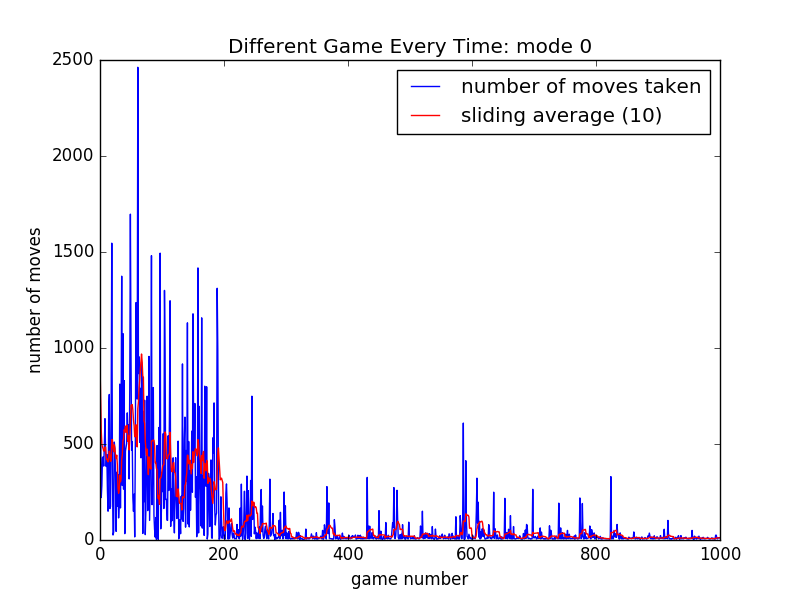 Different Game Every Time: mode 0
number of moves taken
sliding average (10)
number of moves
2500
2000
1500
1000
500
0
0 200 400 600 800 1000
game number